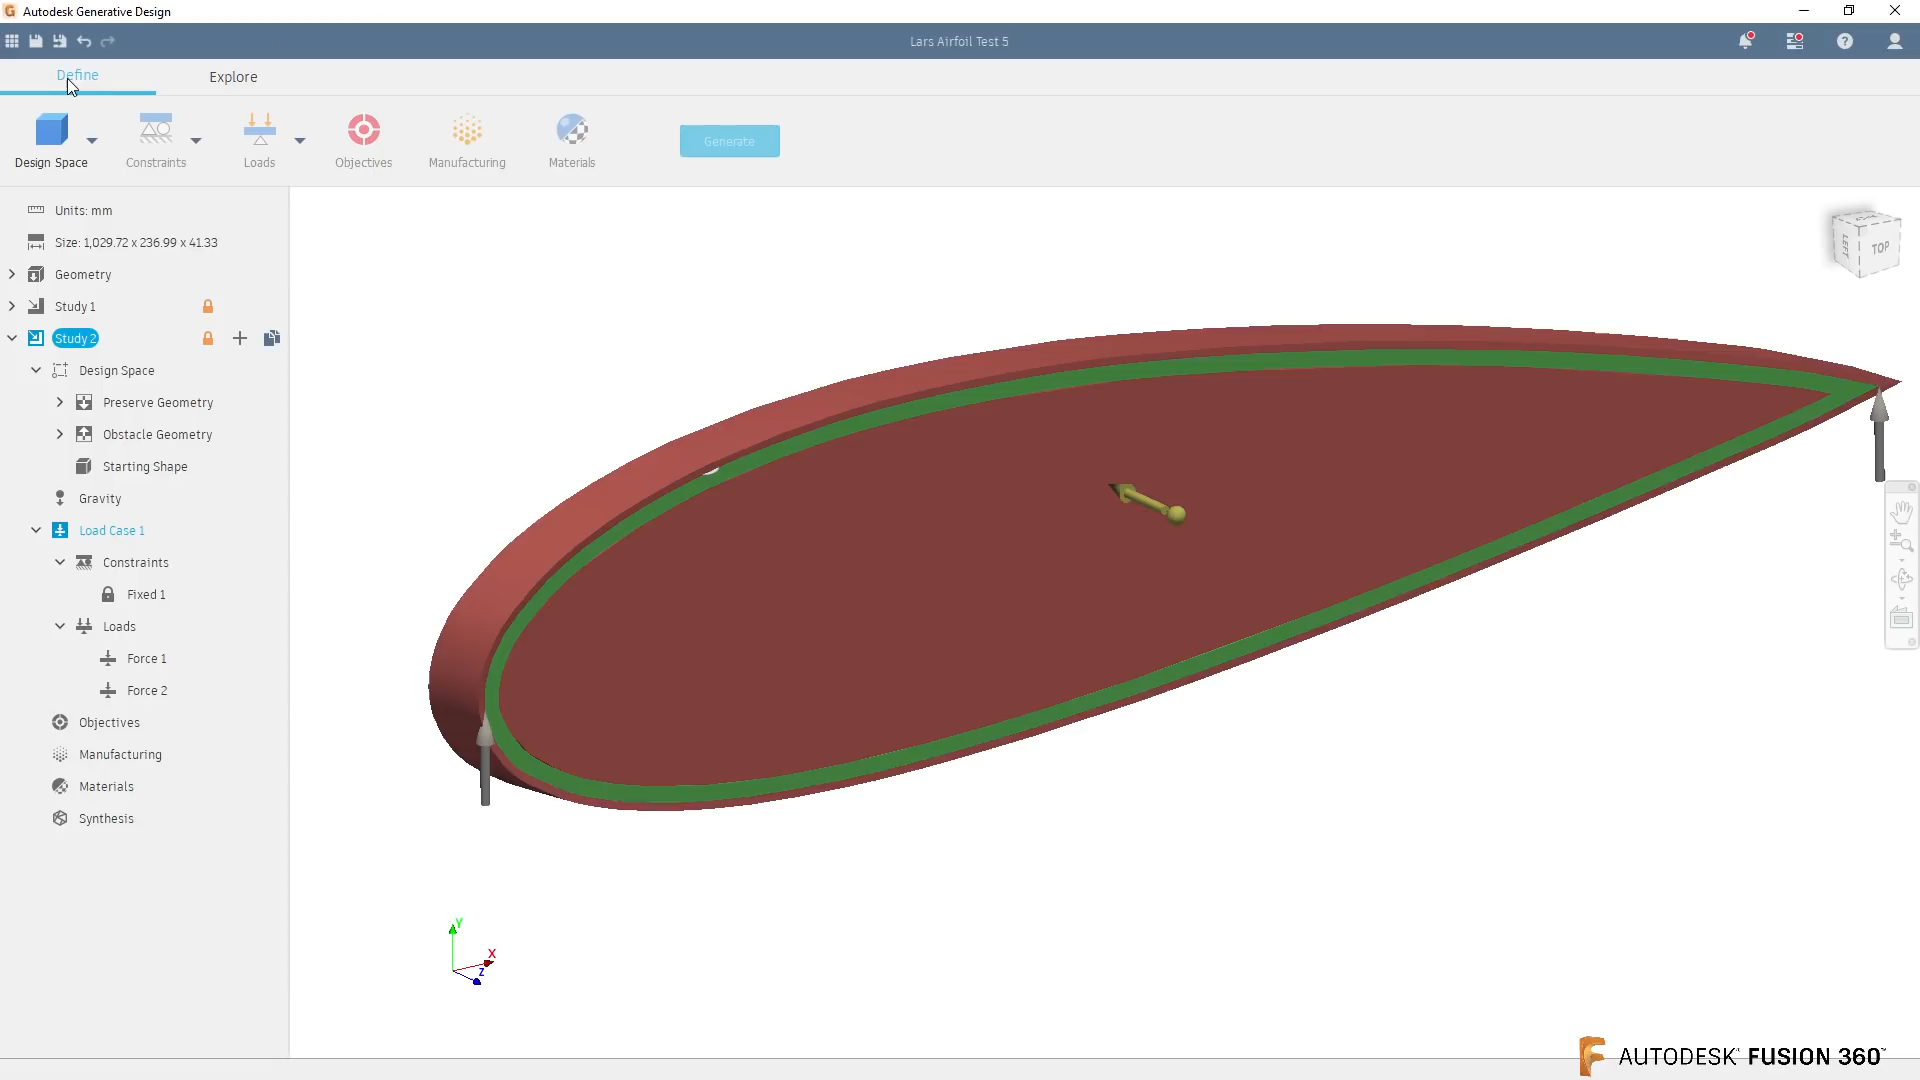 Autodesk Generative Design
Lars Airfoil Test 5
Define
Explore
Design Space
Constraints
Loads
Objectives
Manufacturing
Materials
Generate
Units: mm
Size: 1,029.72 x 236.99 x 41.33
Geometry
Study 1
Study 2
Design Space
Preserve Geometry
Obstacle Geometry
Starting Shape
Gravity
Load Case 1
Constraints
Fixed 1
Loads
Force 1
Force 2
Objectives
Manufacturing
Materials
Synthesis
LEFT
TOP
Y
X
Z
AUTODESK FUSION 360™